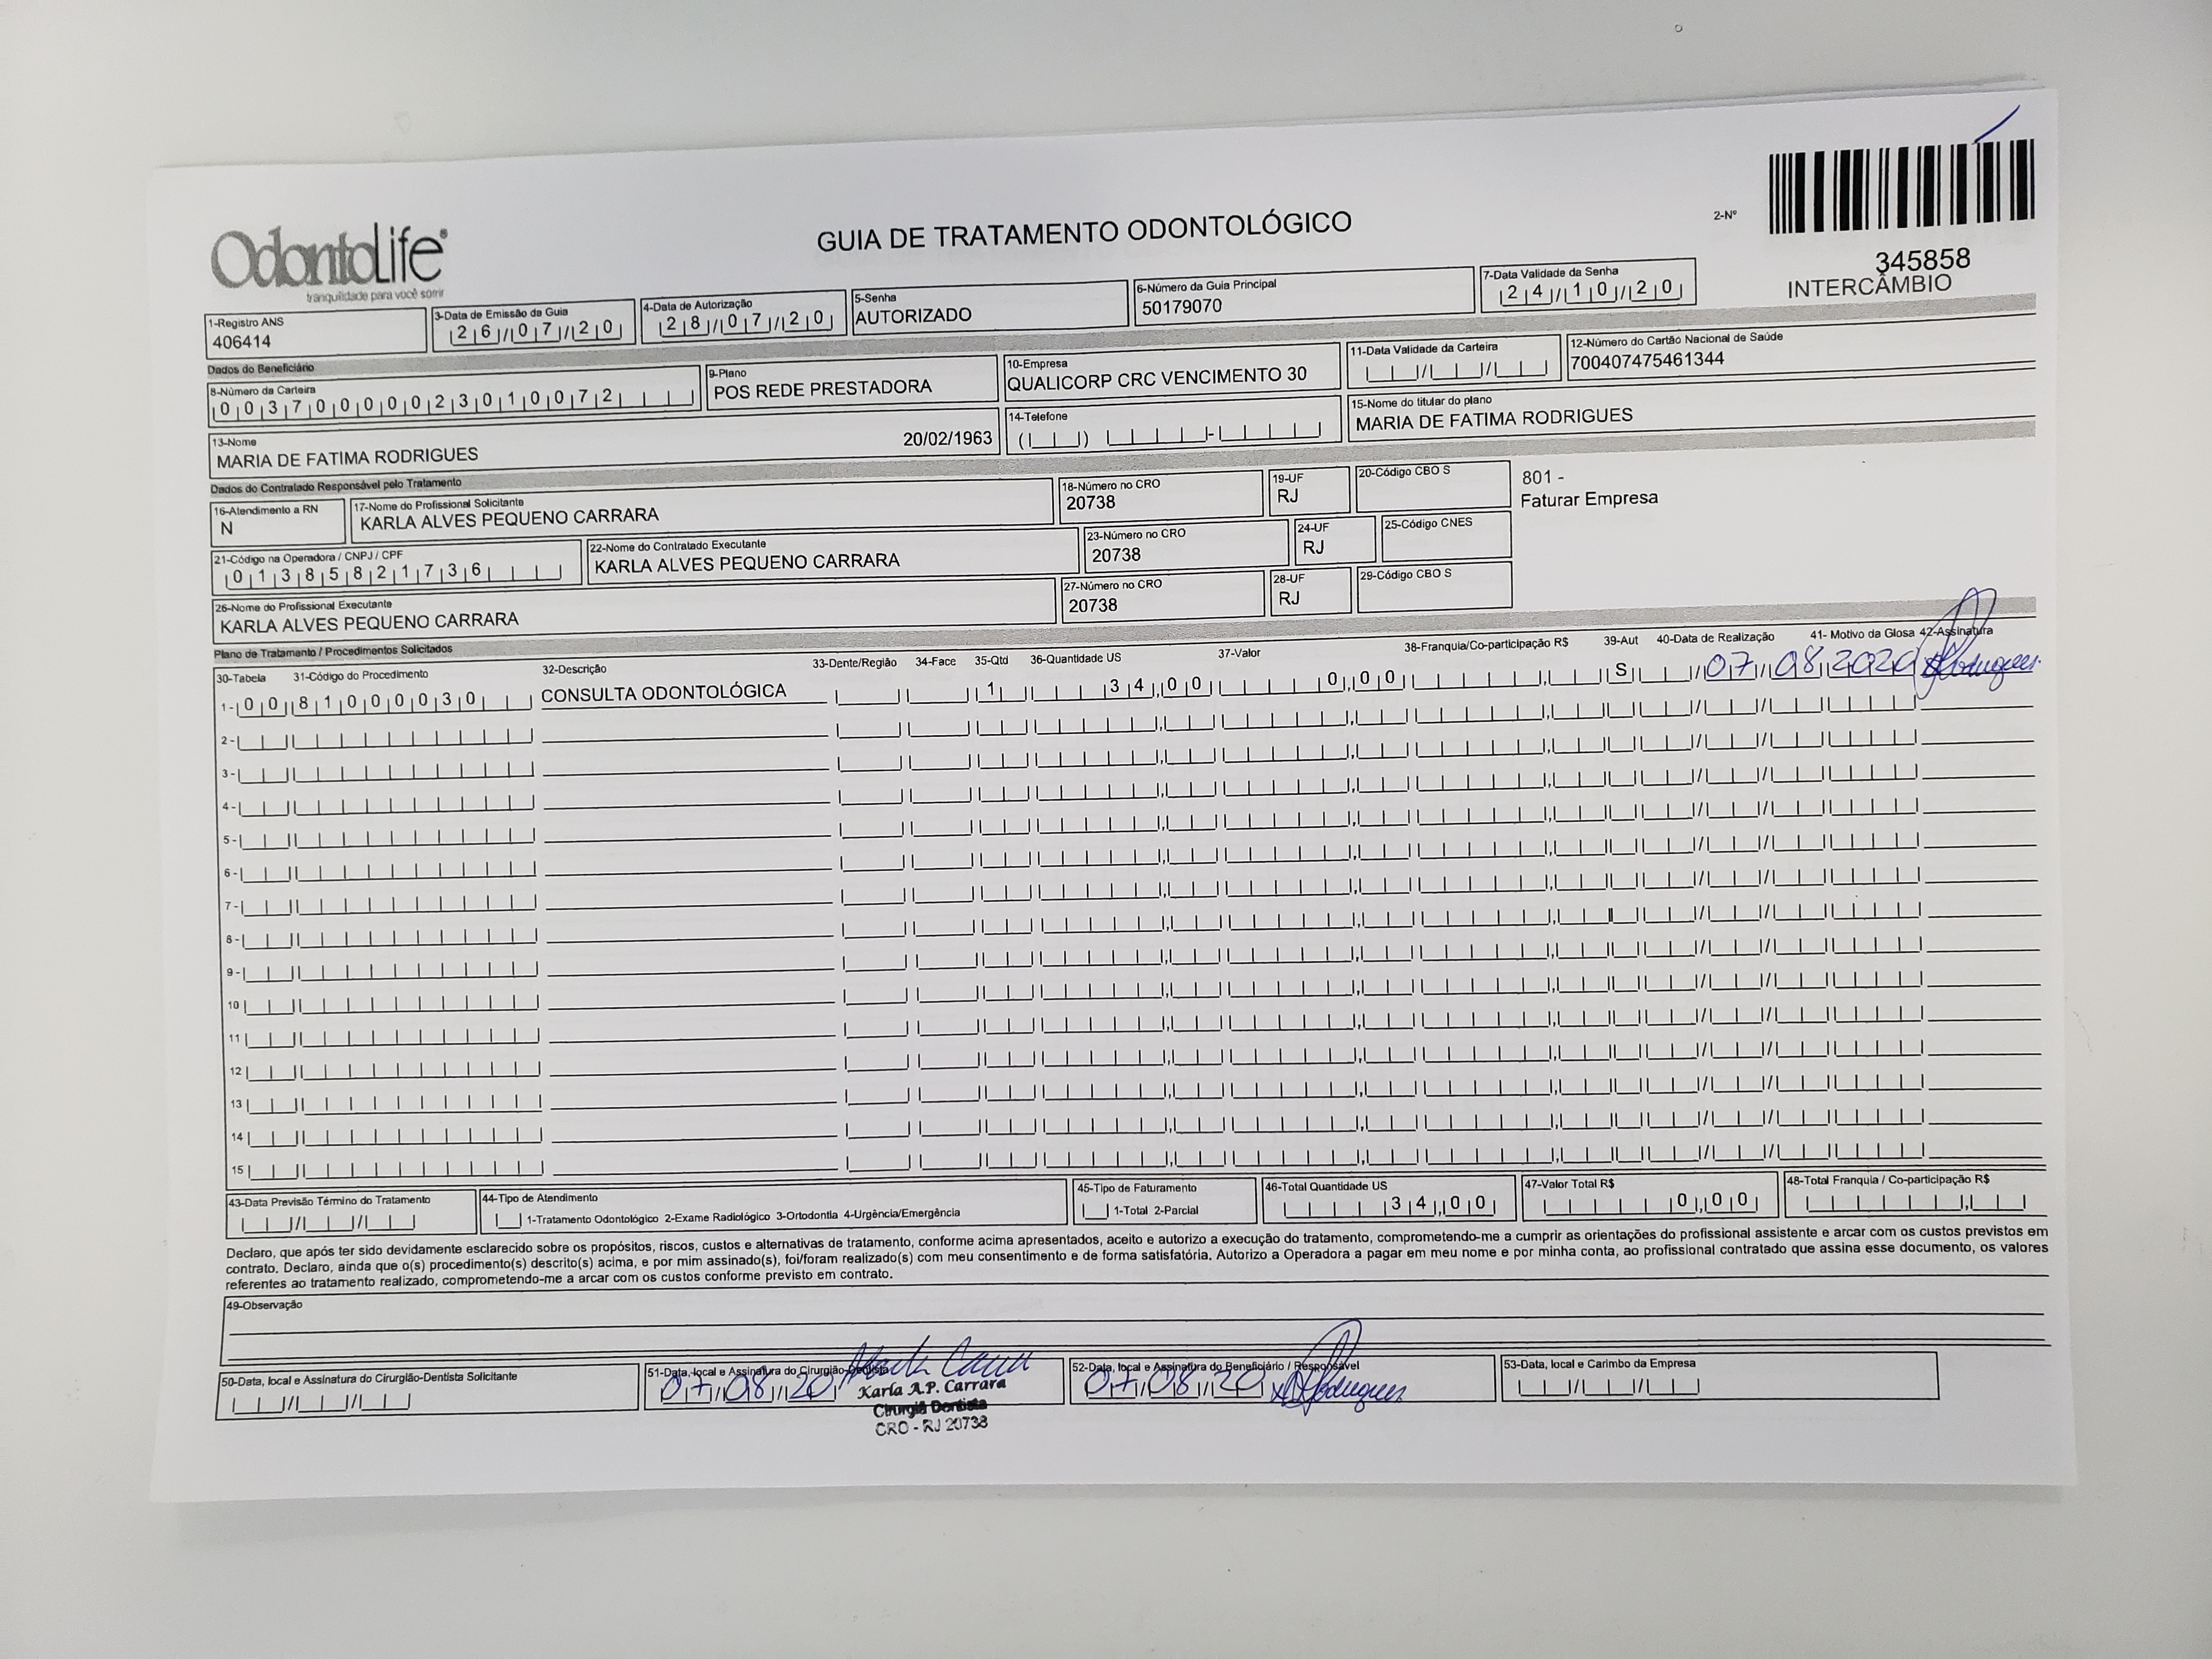 OdontoLife®
tranquilidade para você sorrir
GUIA DE TRATAMENTO ODONTOLÓGICO
2-Nº
345858
INTERCÂMBIO
1-Registro ANS
406414
3-Data de Emissão da Guia
26/07/20
4-Data de Autorização
28/07/20
5-Senha
AUTORIZADO
6-Número da Guia Principal
50179070
7-Data Validade da Senha
24/10/20
Dados do Beneficiário
8-Número da Carteira
00370000023010072
9-Plano
POS REDE PRESTADORA
10-Empresa
QUALICORP CRC VENCIMENTO 30
11-Data Validade da Carteira
12-Número do Cartão Nacional de Saúde
700407475461344
13-Nome
MARIA DE FATIMA RODRIGUES 20/02/1963
14-Telefone
15-Nome do titular do plano
MARIA DE FATIMA RODRIGUES
Dados do Contratado Responsável pelo Tratamento
16-Atendimento a RN
N
17-Nome do Profissional Solicitante
KARLA ALVES PEQUENO CARRARA
18-Número no CRO
20738
19-UF
RJ
20-Código CBO S
801 -
Faturar Empresa
21-Código na Operadora / CNPJ / CPF
01385821736
22-Nome do Contratado Executante
KARLA ALVES PEQUENO CARRARA
23-Número no CRO
20738
24-UF
RJ
25-Código CNES
26-Nome do Profissional Executante
KARLA ALVES PEQUENO CARRARA
27-Número no CRO
20738
28-UF
RJ
29-Código CBO S
Plano de Tratamento / Procedimentos Solicitados
30-Tabela 31-Código do Procedimento 32-Descrição 33-Dente/Região 34-Face 35-Qtd 36-Quantidade US 37-Valor 38-Franquia/Co-participação R$ 39-Aut 40-Data de Realização 41- Motivo da Glosa 42-Assinatura
1- 00 81000030 CONSULTA ODONTOLÓGICA 1 34,00 0,00 S 07/08/2020 Rodrigues
2-
3-
4-
5-
6-
7-
8-
9-
10
11
12
13
14
15
43-Data Previsão Término do Tratamento
44-Tipo de Atendimento
1-Tratamento Odontológico 2-Exame Radiológico 3-Ortodontia 4-Urgência/Emergência
45-Tipo de Faturamento
1-Total 2-Parcial
46-Total Quantidade US
34,00
47-Valor Total R$
0,00
48-Total Franquia / Co-participação R$
Declaro, que após ter sido devidamente esclarecido sobre os propósitos, riscos, custos e alternativas de tratamento, conforme acima apresentados, aceito e autorizo a execução do tratamento, comprometendo-me a cumprir as orientações do profissional assistente e arcar com os custos previstos em
contrato. Declaro, ainda que o(s) procedimento(s) descrito(s) acima, e por mim assinado(s), foi/foram realizado(s) com meu consentimento e de forma satisfatória. Autorizo a Operadora a pagar em meu nome e por minha conta, ao profissional contratado que assina esse documento, os valores
referentes ao tratamento realizado, comprometendo-me a arcar com os custos conforme previsto em contrato.
49-Observação
50-Data, local e Assinatura do Cirurgião-Dentista Solicitante
51-Data, local e Assinatura do Cirurgião-Dentista
07/08/20
Karla A.P. Carrara
Cirurgiã Dentista
CRO - RJ 20738
52-Data, local e Assinatura do Beneficiário / Responsável
07/08/20 Rodrigues
53-Data, local e Carimbo da Empresa